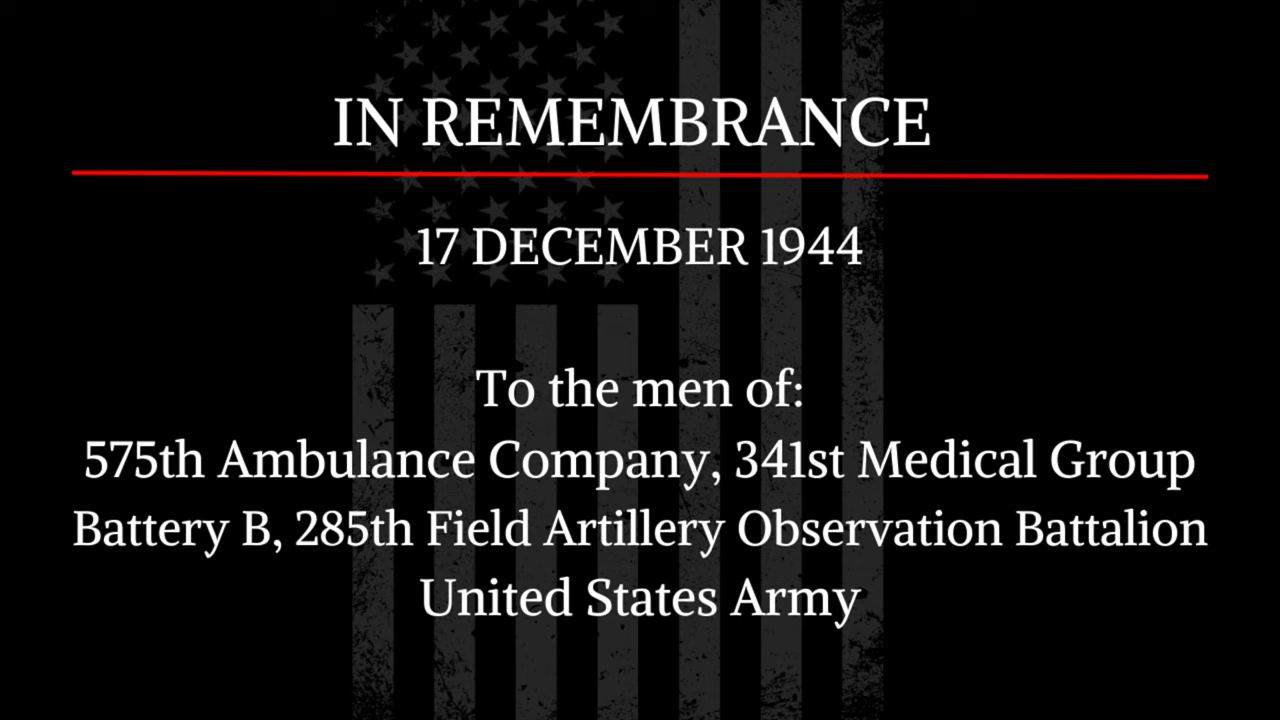 IN REMEMBRANCE
17 DECEMBER 1944
To the men of:
575th Ambulance Company, 341st Medical Group
Battery B, 285th Field Artillery Observation Battalion
United States Army